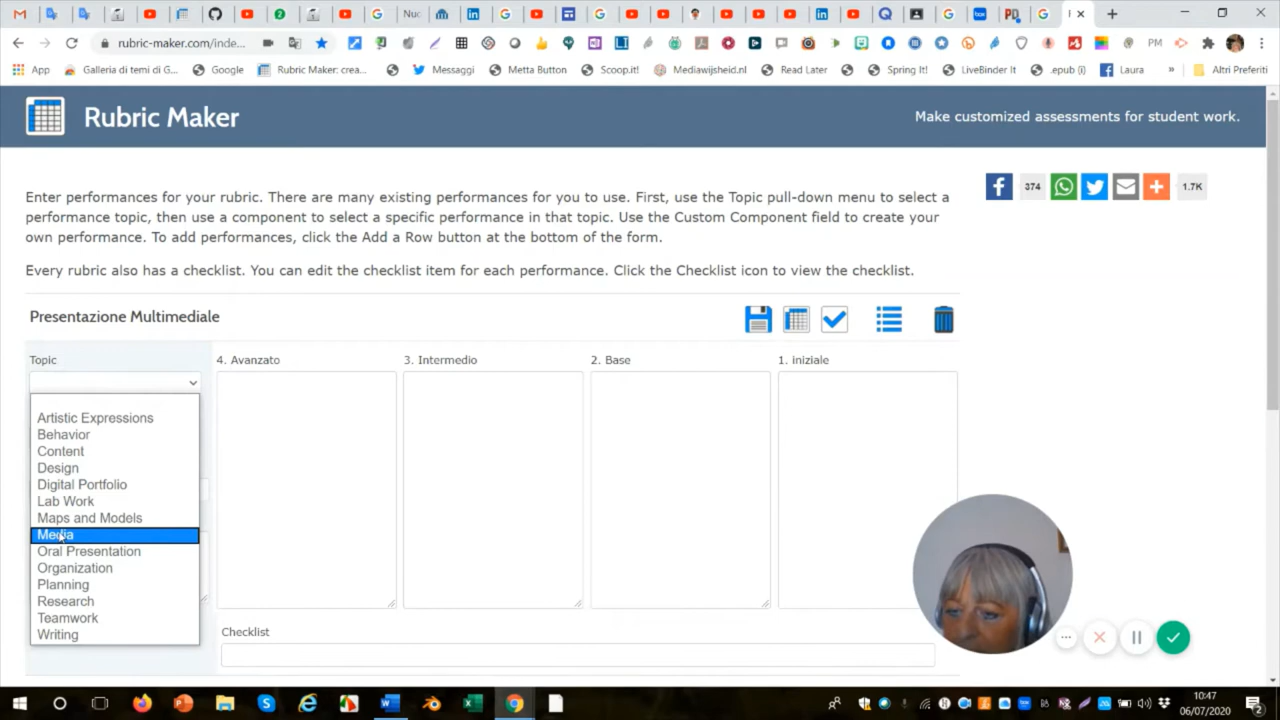 Nuo
PD
rubric-maker.com/inde...
PM
App
Galleria di temi di G...
Google
Rubric Maker: crea...
Messaggi
Metta Button
Scoop.it!
Mediawijsheid.nl
Read Later
Spring It!
LiveBinder It
.epub (i)
Laura
»
Altri Preferiti
Rubric Maker
Make customized assessments for student work.
Enter performances for your rubric. There are many existing performances for you to use. First, use the Topic pull-down menu to select a
performance topic, then use a component to select a specific performance in that topic. Use the Custom Component field to create your
own performance. To add performances, click the Add a Row button at the bottom of the form.
Every rubric also has a checklist. You can edit the checklist item for each performance. Click the Checklist icon to view the checklist.
374
1.7K
Presentazione Multimediale
Topic
4. Avanzato
3. Intermedio
2. Base
1. iniziale
Artistic Expressions
Behavior
Content
Design
Digital Portfolio
Lab Work
Maps and Models
Media
Oral Presentation
Organization
Planning
Research
Teamwork
Writing
Checklist
10:47
06/07/2020